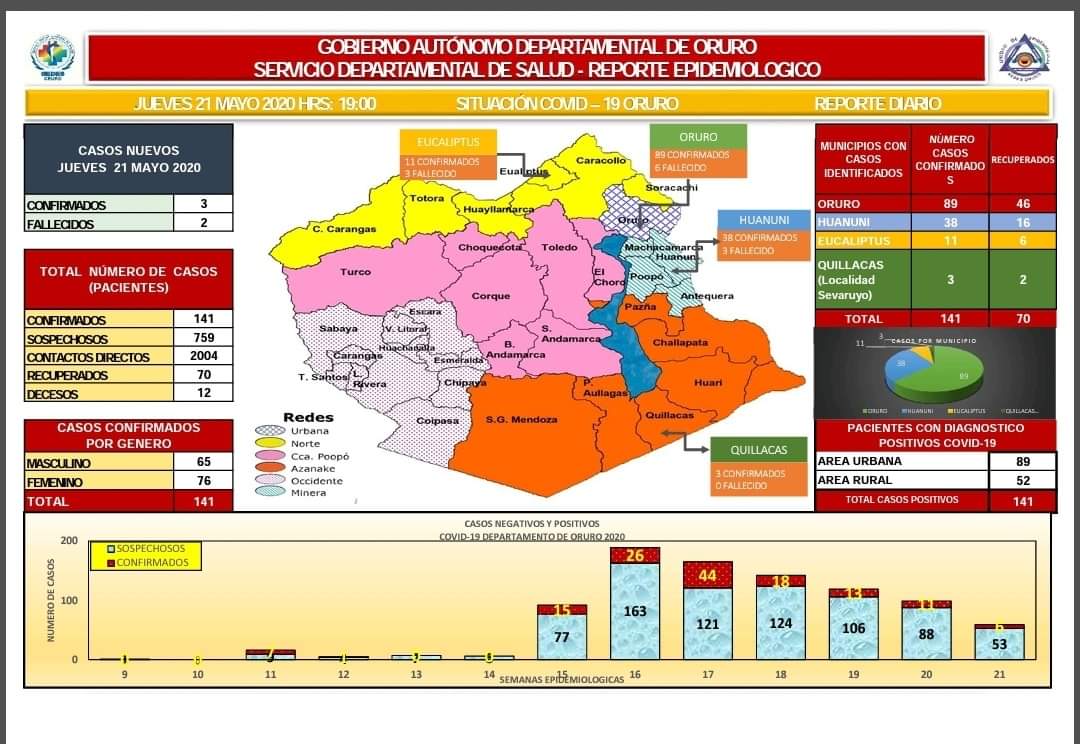 GOBIERNO AUTÓNOMO DEPARTAMENTAL DE ORURO
SERVICIO DEPARTAMENTAL DE SALUD - REPORTE EPIDEMIOLOGICO
JUEVES 21 MAYO 2020 HRS: 19:00 SITUACIÓN COVID – 19 ORURO REPORTE DIARIO
CASOS NUEVOS
JUEVES 21 MAYO 2020
CONFIRMADOS 3
FALLECIDOS 2
TOTAL NÚMERO DE CASOS
(PACIENTES)
CONFIRMADOS 141
SOSPECHOSOS 759
CONTACTOS DIRECTOS 2004
RECUPERADOS 70
DECESOS 12
CASOS CONFIRMADOS
POR GENERO
MASCULINO 65
FEMENINO 76
TOTAL 141
EUCALIPTUS
11 CONFIRMADOS
3 FALLECIDO
ORURO
89 CONFIRMADOS
6 FALLECIDO
HUANUNI
38 CONFIRMADOS
3 FALLECIDO
QUILLACAS
3 CONFIRMADOS
0 FALLECIDO
Caracollo
Soracachi
Totora
Huayllamarca
C. Carangas
Choquecota
Toledo
Machacamarca
Huanuni
Turco
El
Choro
Poopó
Corque
Antequera
Pazña
Escara
Sabaya
V. Litoral
S.
Andamarca
Challapata
Huachacalla
B.
Andamarca
Carangas
Esmeralda
T. Santos
L.
Rivera
Chipaya
P.
Aullagas
Huari
Coipasa
S.G. Mendoza
Quillacas
Redes
Urbana
Norte
Cca. Poopó
Azanake
Occidente
Minera
MUNICIPIOS CON
CASOS
IDENTIFICADOS
NÚMERO
CASOS
CONFIRMADO
S
RECUPERADOS
ORURO 89 46
HUANUNI 38 16
EUCALIPTUS 11 6
QUILLACAS
(Localidad
Sevaruyo)
3 2
TOTAL 141 70
CASOS POR MUNICIPIO
3
11
38
89
ORURO HUANUNI EUCALIPTUS QUILLACAS...
PACIENTES CON DIAGNOSTICO
POSITIVOS COVID-19
AREA URBANA 89
AREA RURAL 52
TOTAL CASOS POSITIVOS 141
CASOS NEGATIVOS Y POSITIVOS
COVID-19 DEPARTAMENTO DE ORURO 2020
SOSPECHOSOS
CONFIRMADOS
NUMERO DE CASOS
200
100
0
7
15 26 44 18 13 11 6
77 163 121 124 106 88 53
9 10 11 12 13 14 15 16 17 18 19 20 21
SEMANAS EPIDEMIOLOGICAS